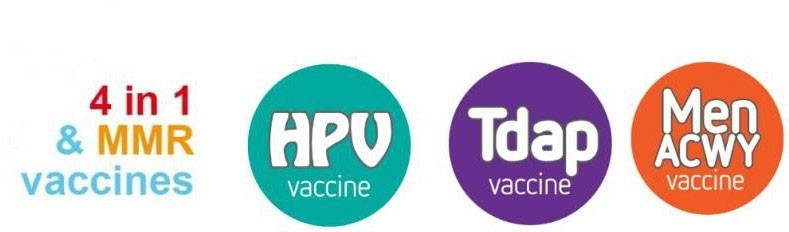 4 in 1
& MMR
vaccines
HPV
vaccine
Tdap
vaccine
Men
ACWY
vaccine